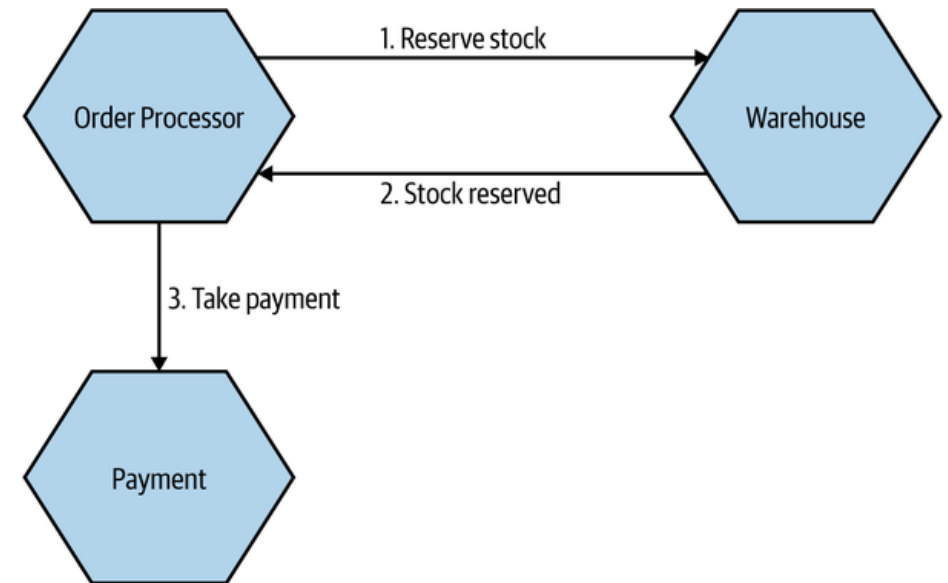 1. Reserve stock
Order Processor
Warehouse
2. Stock reserved
3. Take payment
Payment